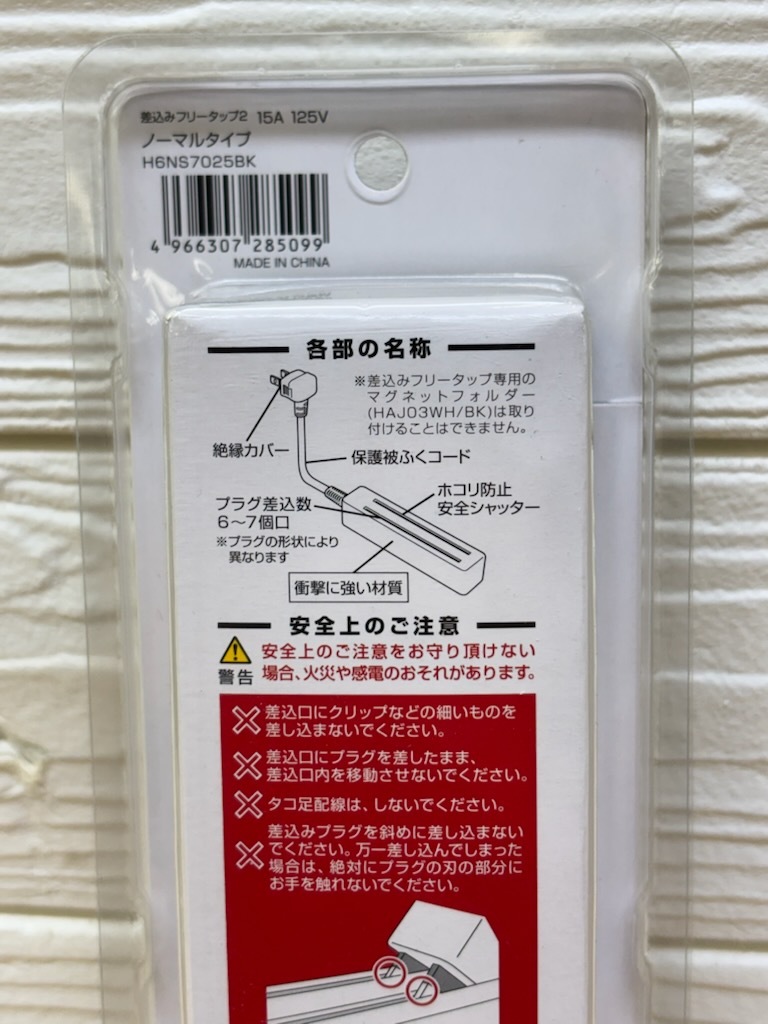 差込みフリータップ2 15A 125V
ノーマルタイプ
H6NS7025BK
4 966307 285099
MADE IN CHINA
各部の名称
※差込みフリータップ専用の
マグネットフォルダー
(HAJ03WH/BK)は取り
付けることはできません。
絶縁カバー
保護被ふくコード
プラグ差込数
6〜7個口
※プラグの形状により
異なります
ホコリ防止
安全シャッター
衝撃に強い材質
安全上のご注意
警告
安全上のご注意をお守り頂けない
場合、火災や感電のおそれがあります。
差込口にクリップなどの細いものを
差し込まないでください。
差込口にプラグを差したまま、
差込口内を移動させないでください。
タコ足配線は、しないでください。
差込みプラグを斜めに差し込まない
でください。万一差し込んでしまった
場合は、絶対にプラグの刃の部分に
お手を触れないでください。